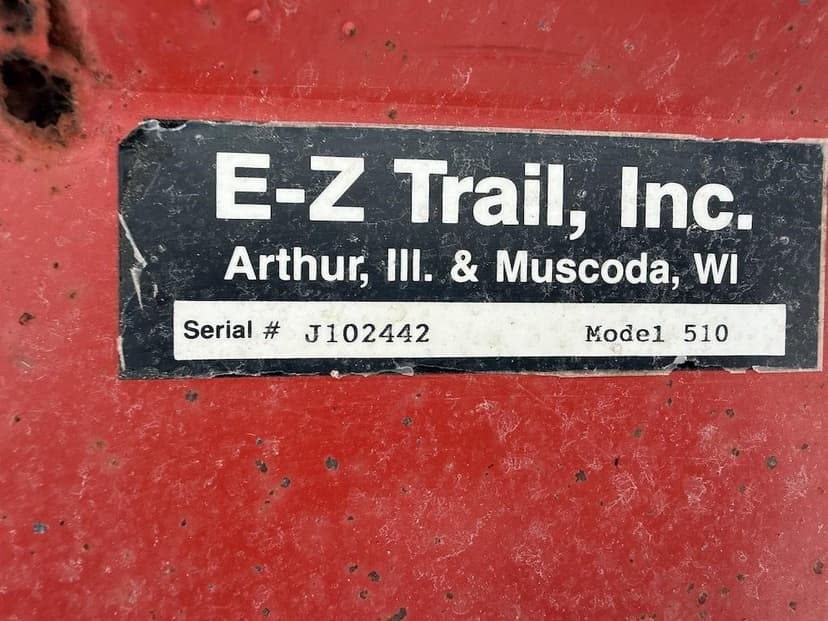 E-Z Trail, Inc.
Arthur, Ill. & Muscoda, WI
Serial # J102442 Model 510